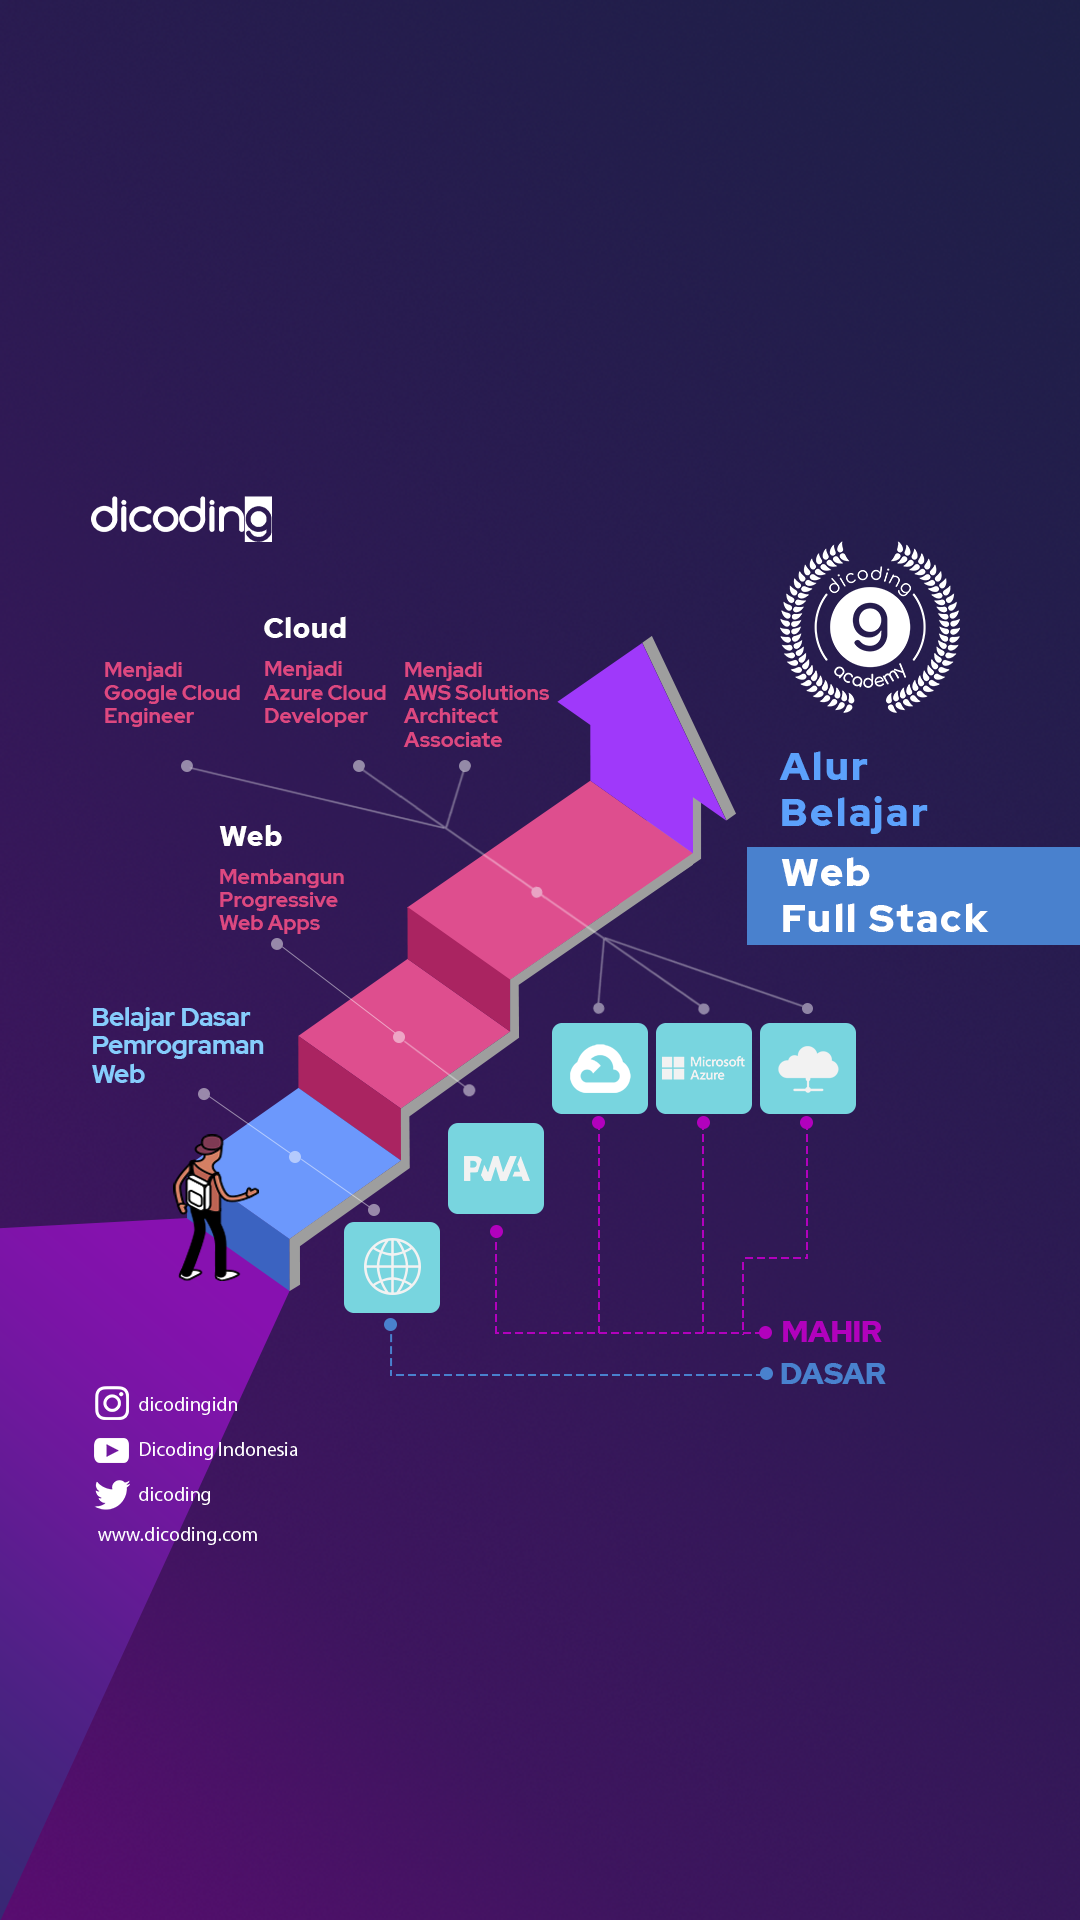 dicoding
dicoding
g
academy
Alur
Belajar
Web
Full Stack
Cloud
Menjadi
Google Cloud
Engineer
Menjadi
Azure Cloud
Developer
Menjadi
AWS Solutions
Architect
Associate
Web
Membangun
Progressive
Web Apps
Belajar Dasar
Pemrograman
Web
Microsoft
Azure
PWA
MAHIR
DASAR
dicodingidn
Dicoding Indonesia
dicoding
www.dicoding.com